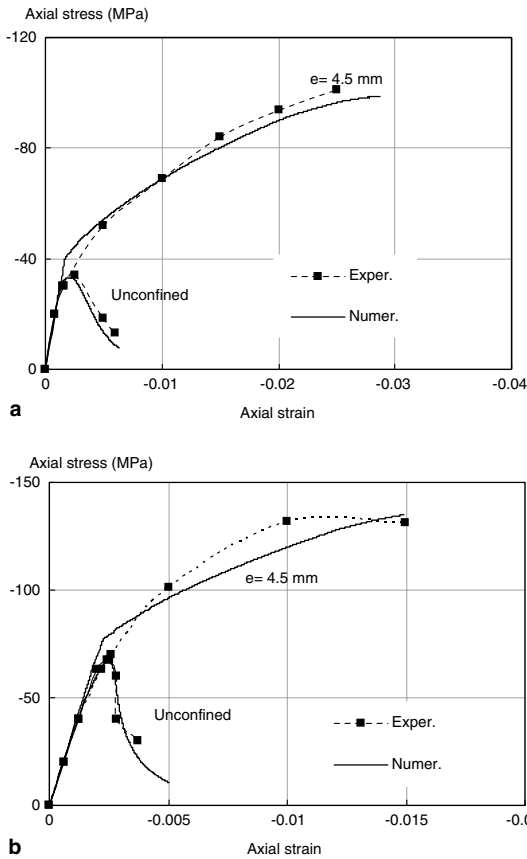 Axial stress (MPa)
-120
e= 4.5 mm
-80
-40
Unconfined
Exper.
Numer.
0
0 -0.01 -0.02 -0.03 -0.04
a
Axial strain
Axial stress (MPa)
-150
-100
e= 4.5 mm
-50
Unconfined
Exper.
Numer.
0
0 -0.005 -0.01 -0.015 -0.0
b
Axial strain